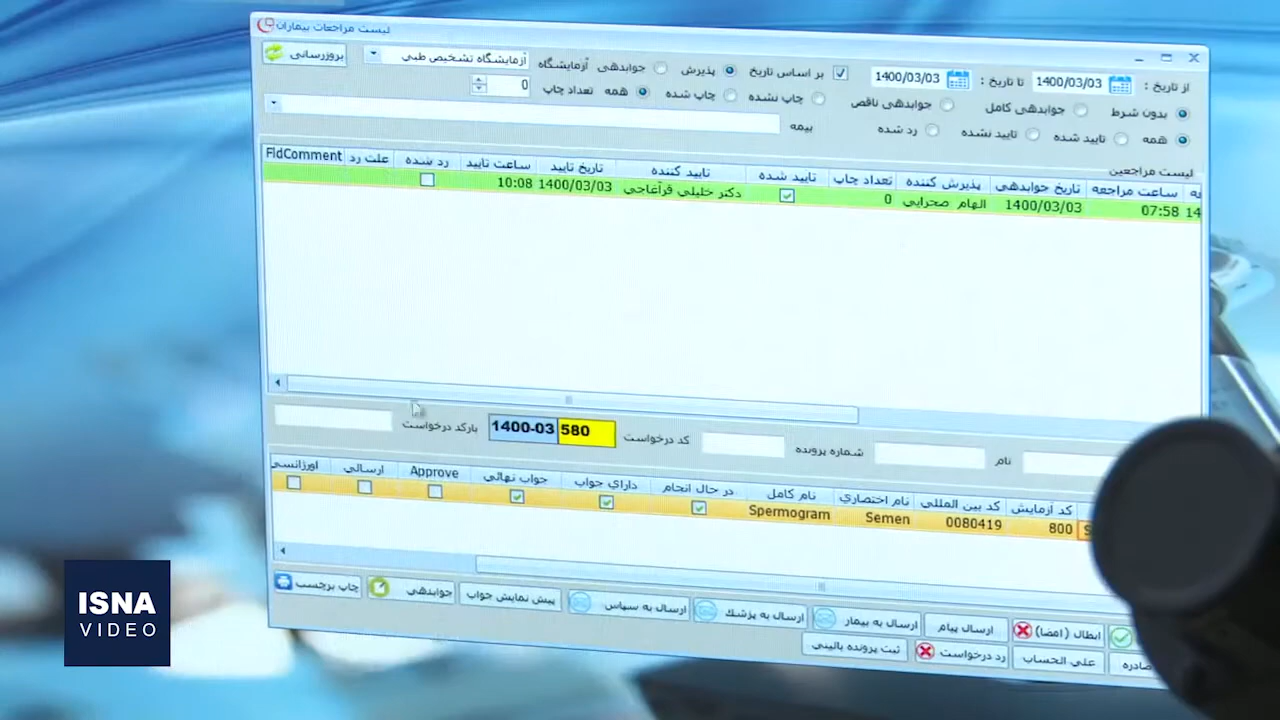 لیست مراجعات بیماران
از تاریخ : 1400/03/03 تا تاریخ : 1400/03/03 بر اساس تاریخ پذیرش جوابدهی آزمایشگاه آزمایشگاه تشخیص طبی بروزرسانی
بدون شرط جوابدهی کامل جوابدهی ناقص چاپ نشده چاپ شده همه تعداد چاپ 0
همه تایید شده تایید نشده رد شده بیمه
لیست مراجعین
ساعت مراجعه تاریخ جوابدهی پذیرش کننده تعداد چاپ تایید شده تایید کننده تاریخ تایید ساعت تایید رد شده علت رد FldComment
14 07:58 1400/03/03 الهام صحرایی 0 دکتر خلیلی قرآغاجی 1400/03/03 10:08
نام شماره پرونده کد درخواست 580 1400-03 بارکد درخواست
کد آزمایش کد بین المللی نام اختصاري نام کامل در حال انجام داراي جواب جواب نهائی Approve ارسالی اورژانسی
800 0080419 Semen Spermogram
ابطال (امضا) ارسال پیام ارسال به بیمار ارسال به پزشک ارسال به سپاس پیش نمایش جواب جوابدهی چاپ برچسب
صادره علی الحساب رد درخواست ثبت پرونده بالینی
ISNA
VIDEO